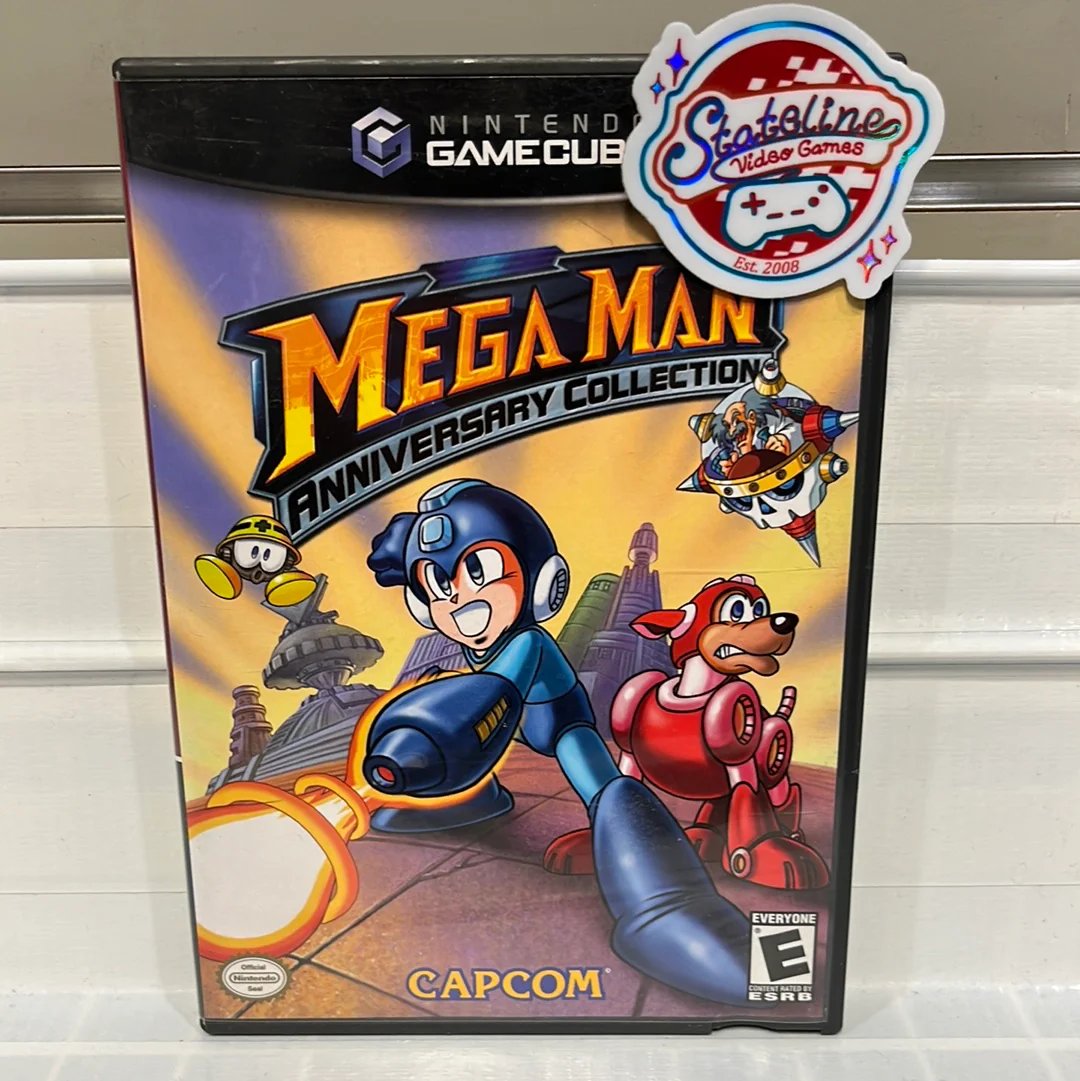 NINTENDO
GAMECUB
Stateline
Video Games
Est. 2008
MEGA MAN
ANNIVERSARY COLLECTION
EVERYONE
E
CONTENT RATED BY
ESRB
Official
Nintendo
Seal
CAPCOM